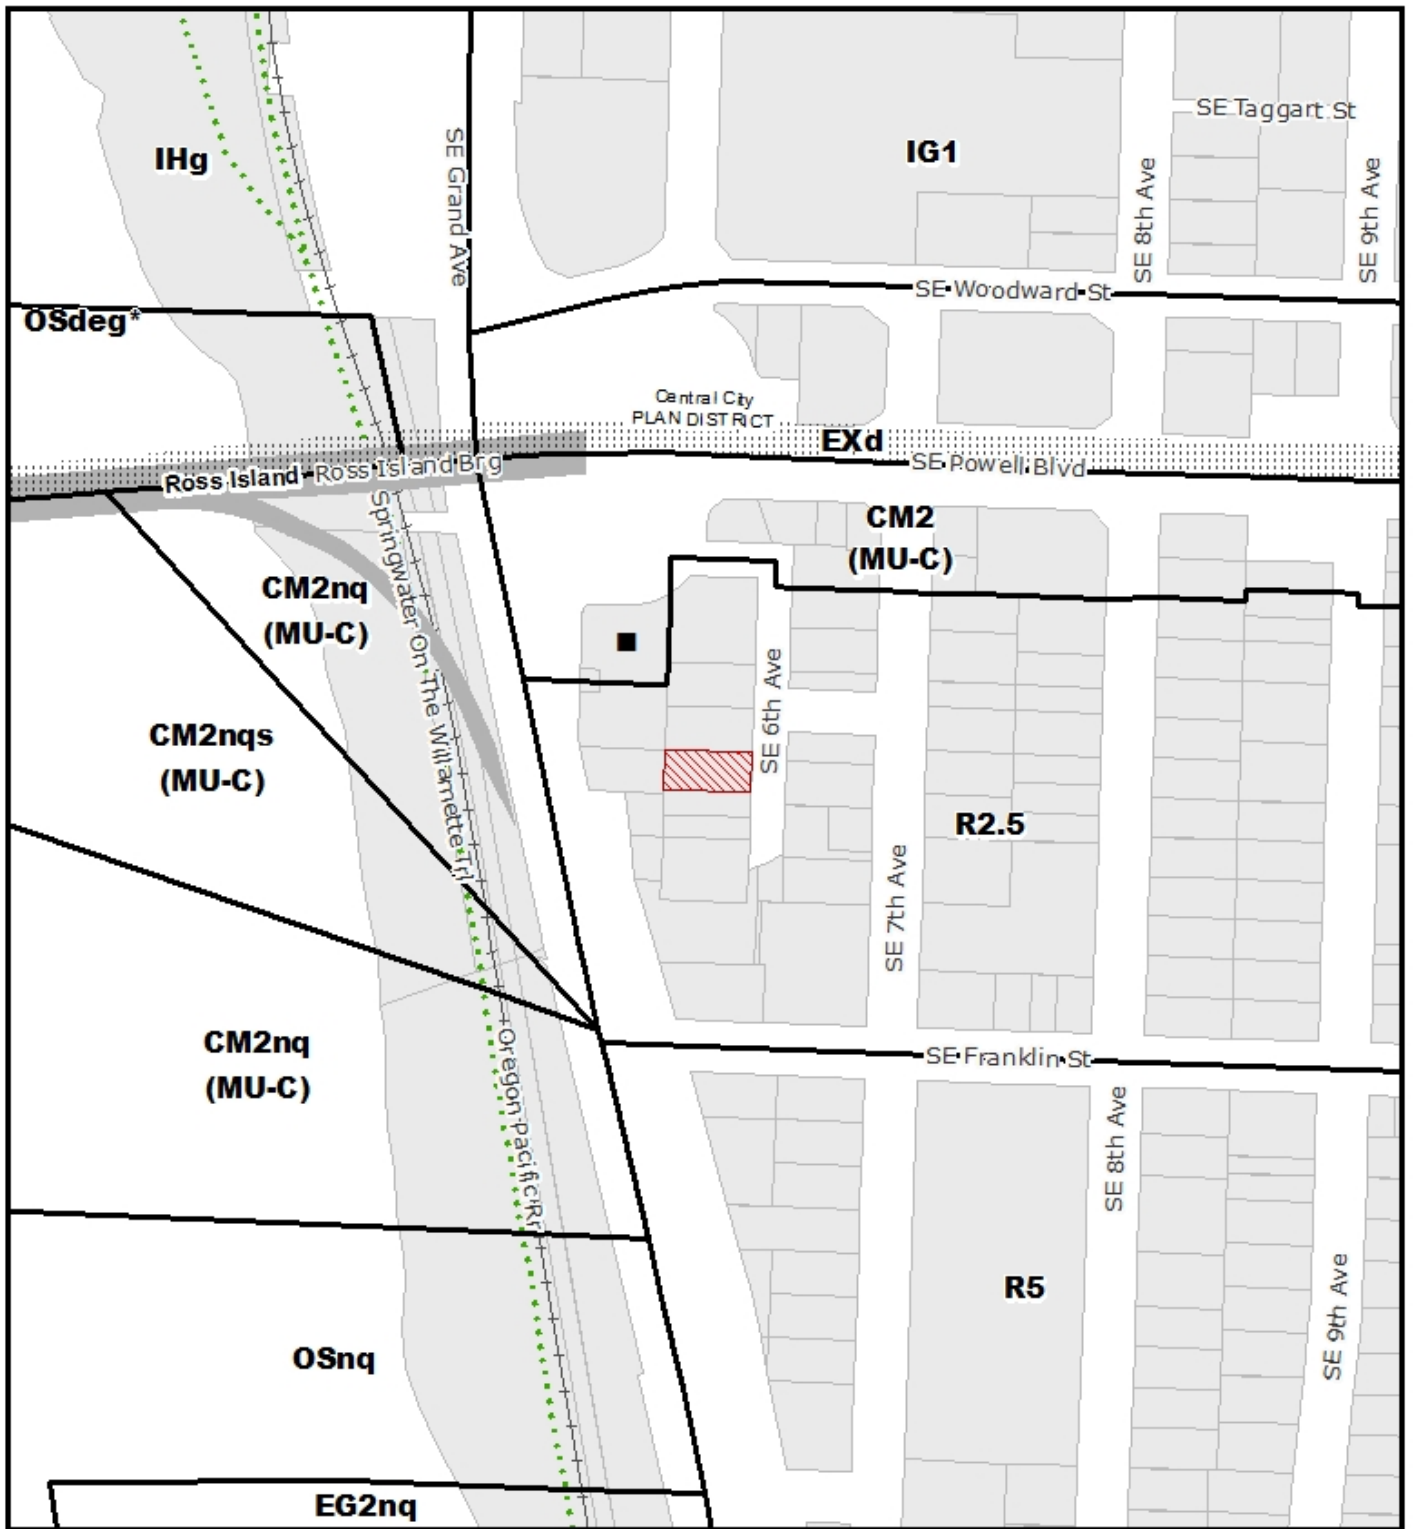 SE Taggart St
IG1
IHg
SE Grand Ave
SE 8th Ave
SE 9th Ave
SE Woodward St
OSdeg*
Central City
PLAN DISTRICT
EXd
SE Powell Blvd
Ross Island
Ross Island Brg
CM2
(MU-C)
Springwater On The Willamette Trl
CM2nq
(MU-C)
SE 6th Ave
CM2nqs
(MU-C)
R2.5
SE 7th Ave
CM2nq
(MU-C)
Oregon Pacific Rr
SE Franklin St
SE 8th Ave
R5
SE 9th Ave
OSnq
EG2nq